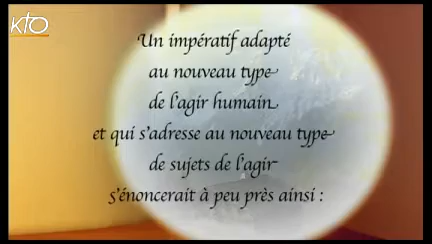 KTO
Un impératif adapté
au nouveau type
de l'agir humain
et qui s'adresse au nouveau type
de sujets de l'agir
s'énoncerait à peu près ainsi :